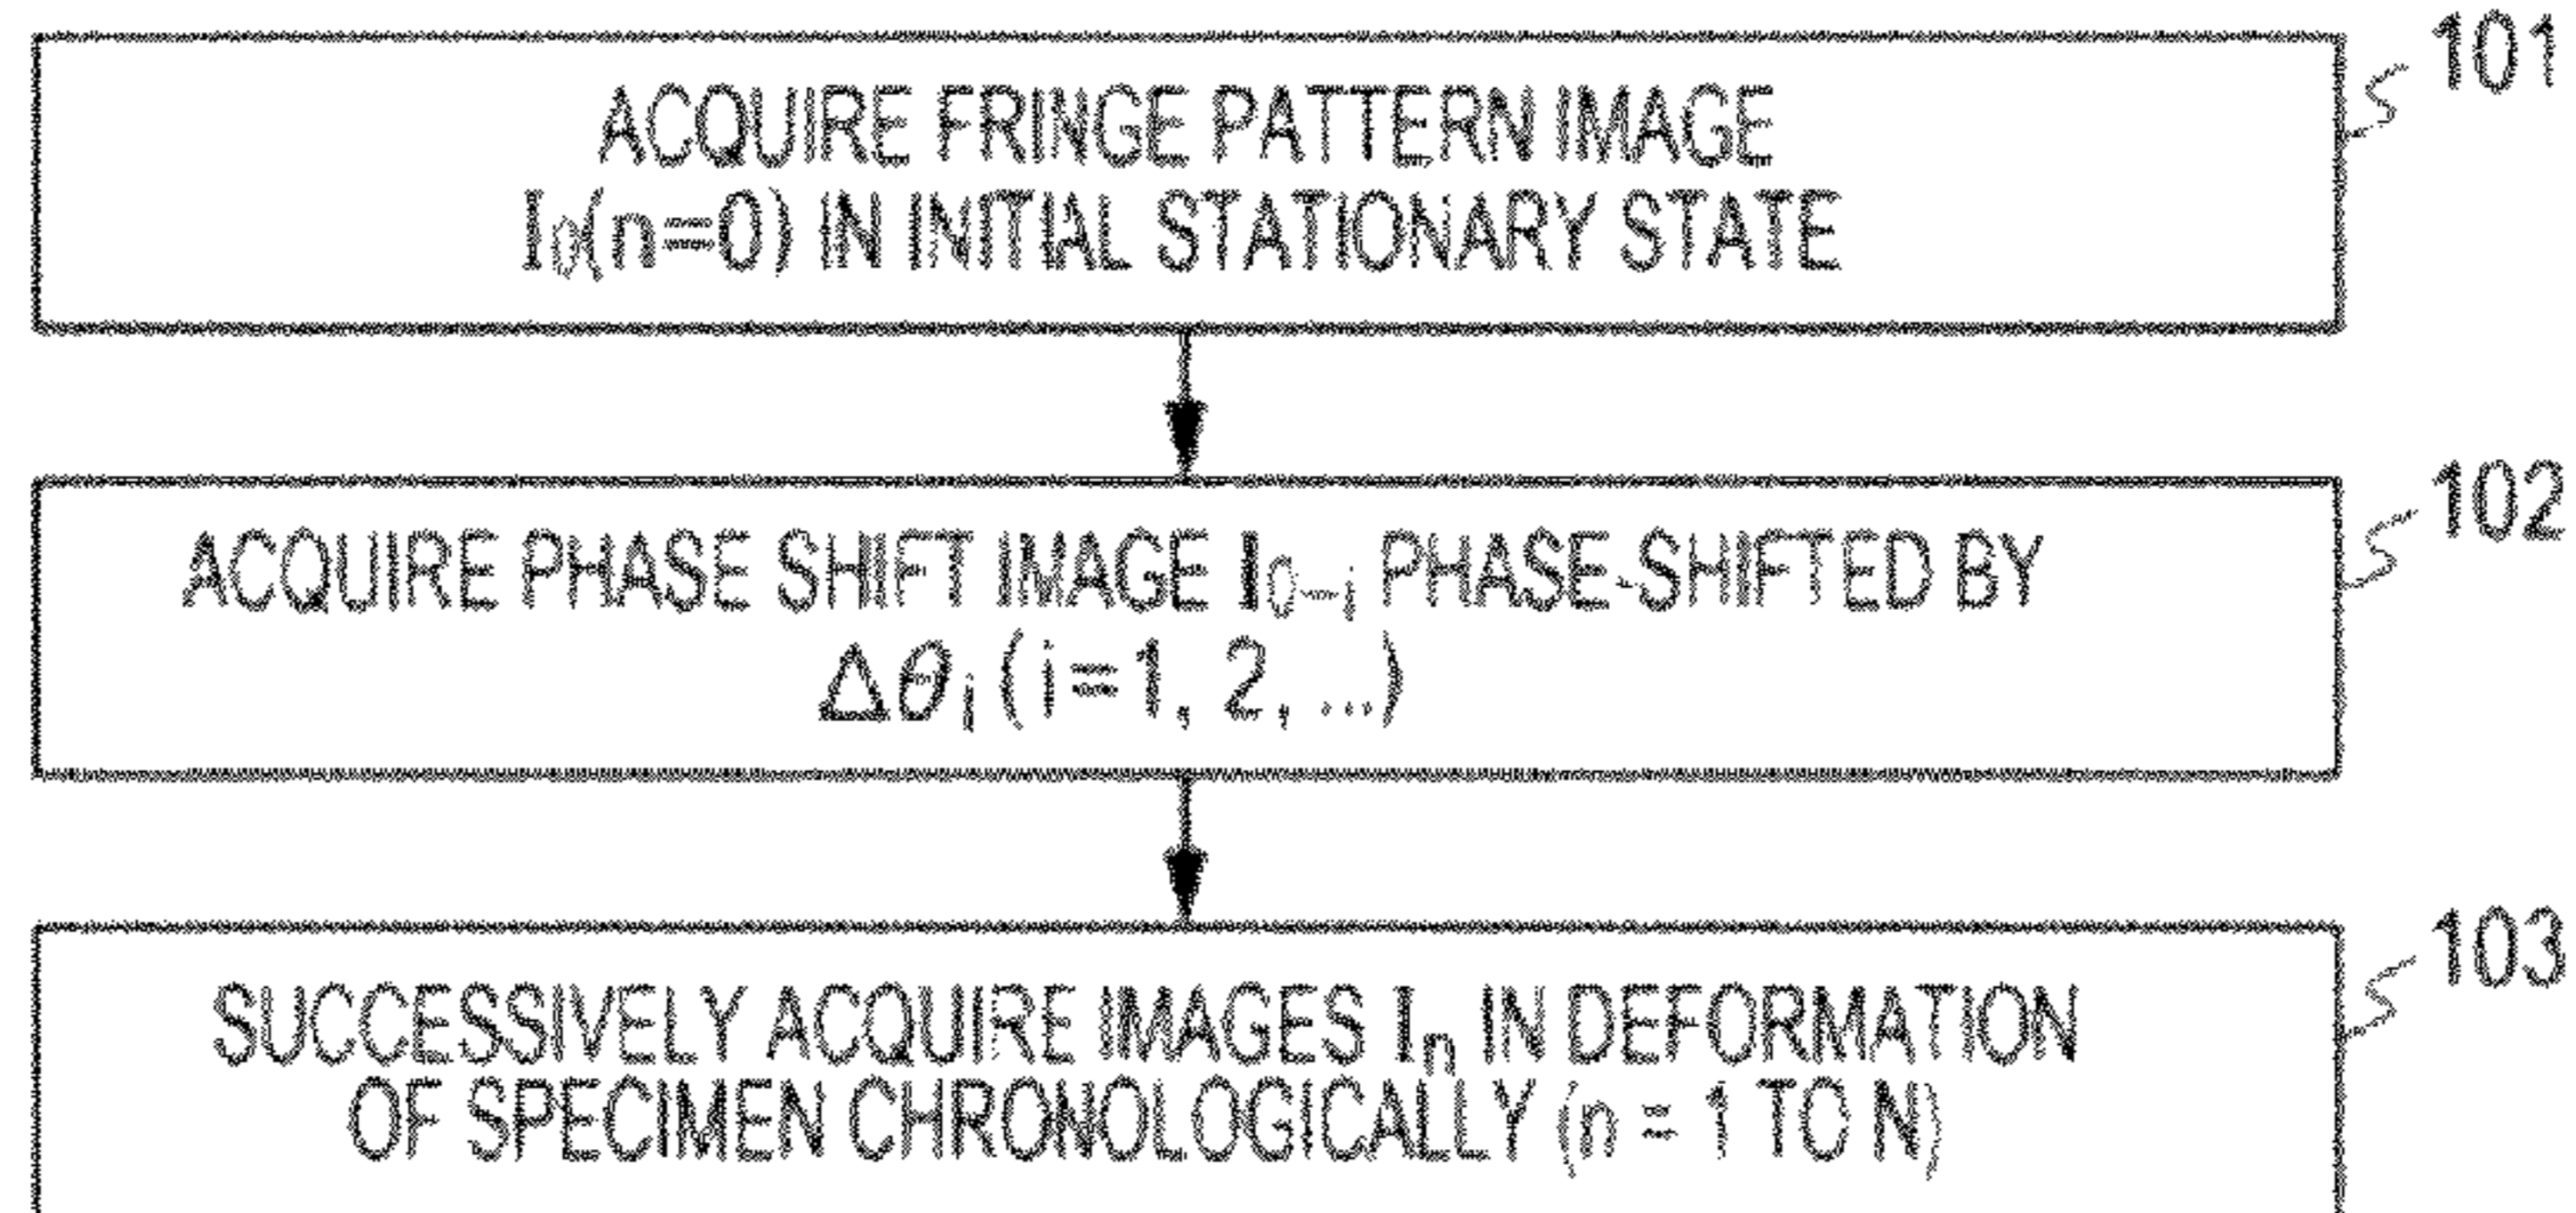 101
ACQUIRE FRINGE PATTERN IMAGE
I₀(n=0) IN INITIAL STATIONARY STATE
102
ACQUIRE PHASE SHIFT IMAGE I₀₋ᵢ PHASE-SHIFTED BY
Δθᵢ (i=1, 2, ...)
103
SUCCESSIVELY ACQUIRE IMAGES Iₙ IN DEFORMATION
OF SPECIMEN CHRONOLOGICALLY (n = 1 TO N)